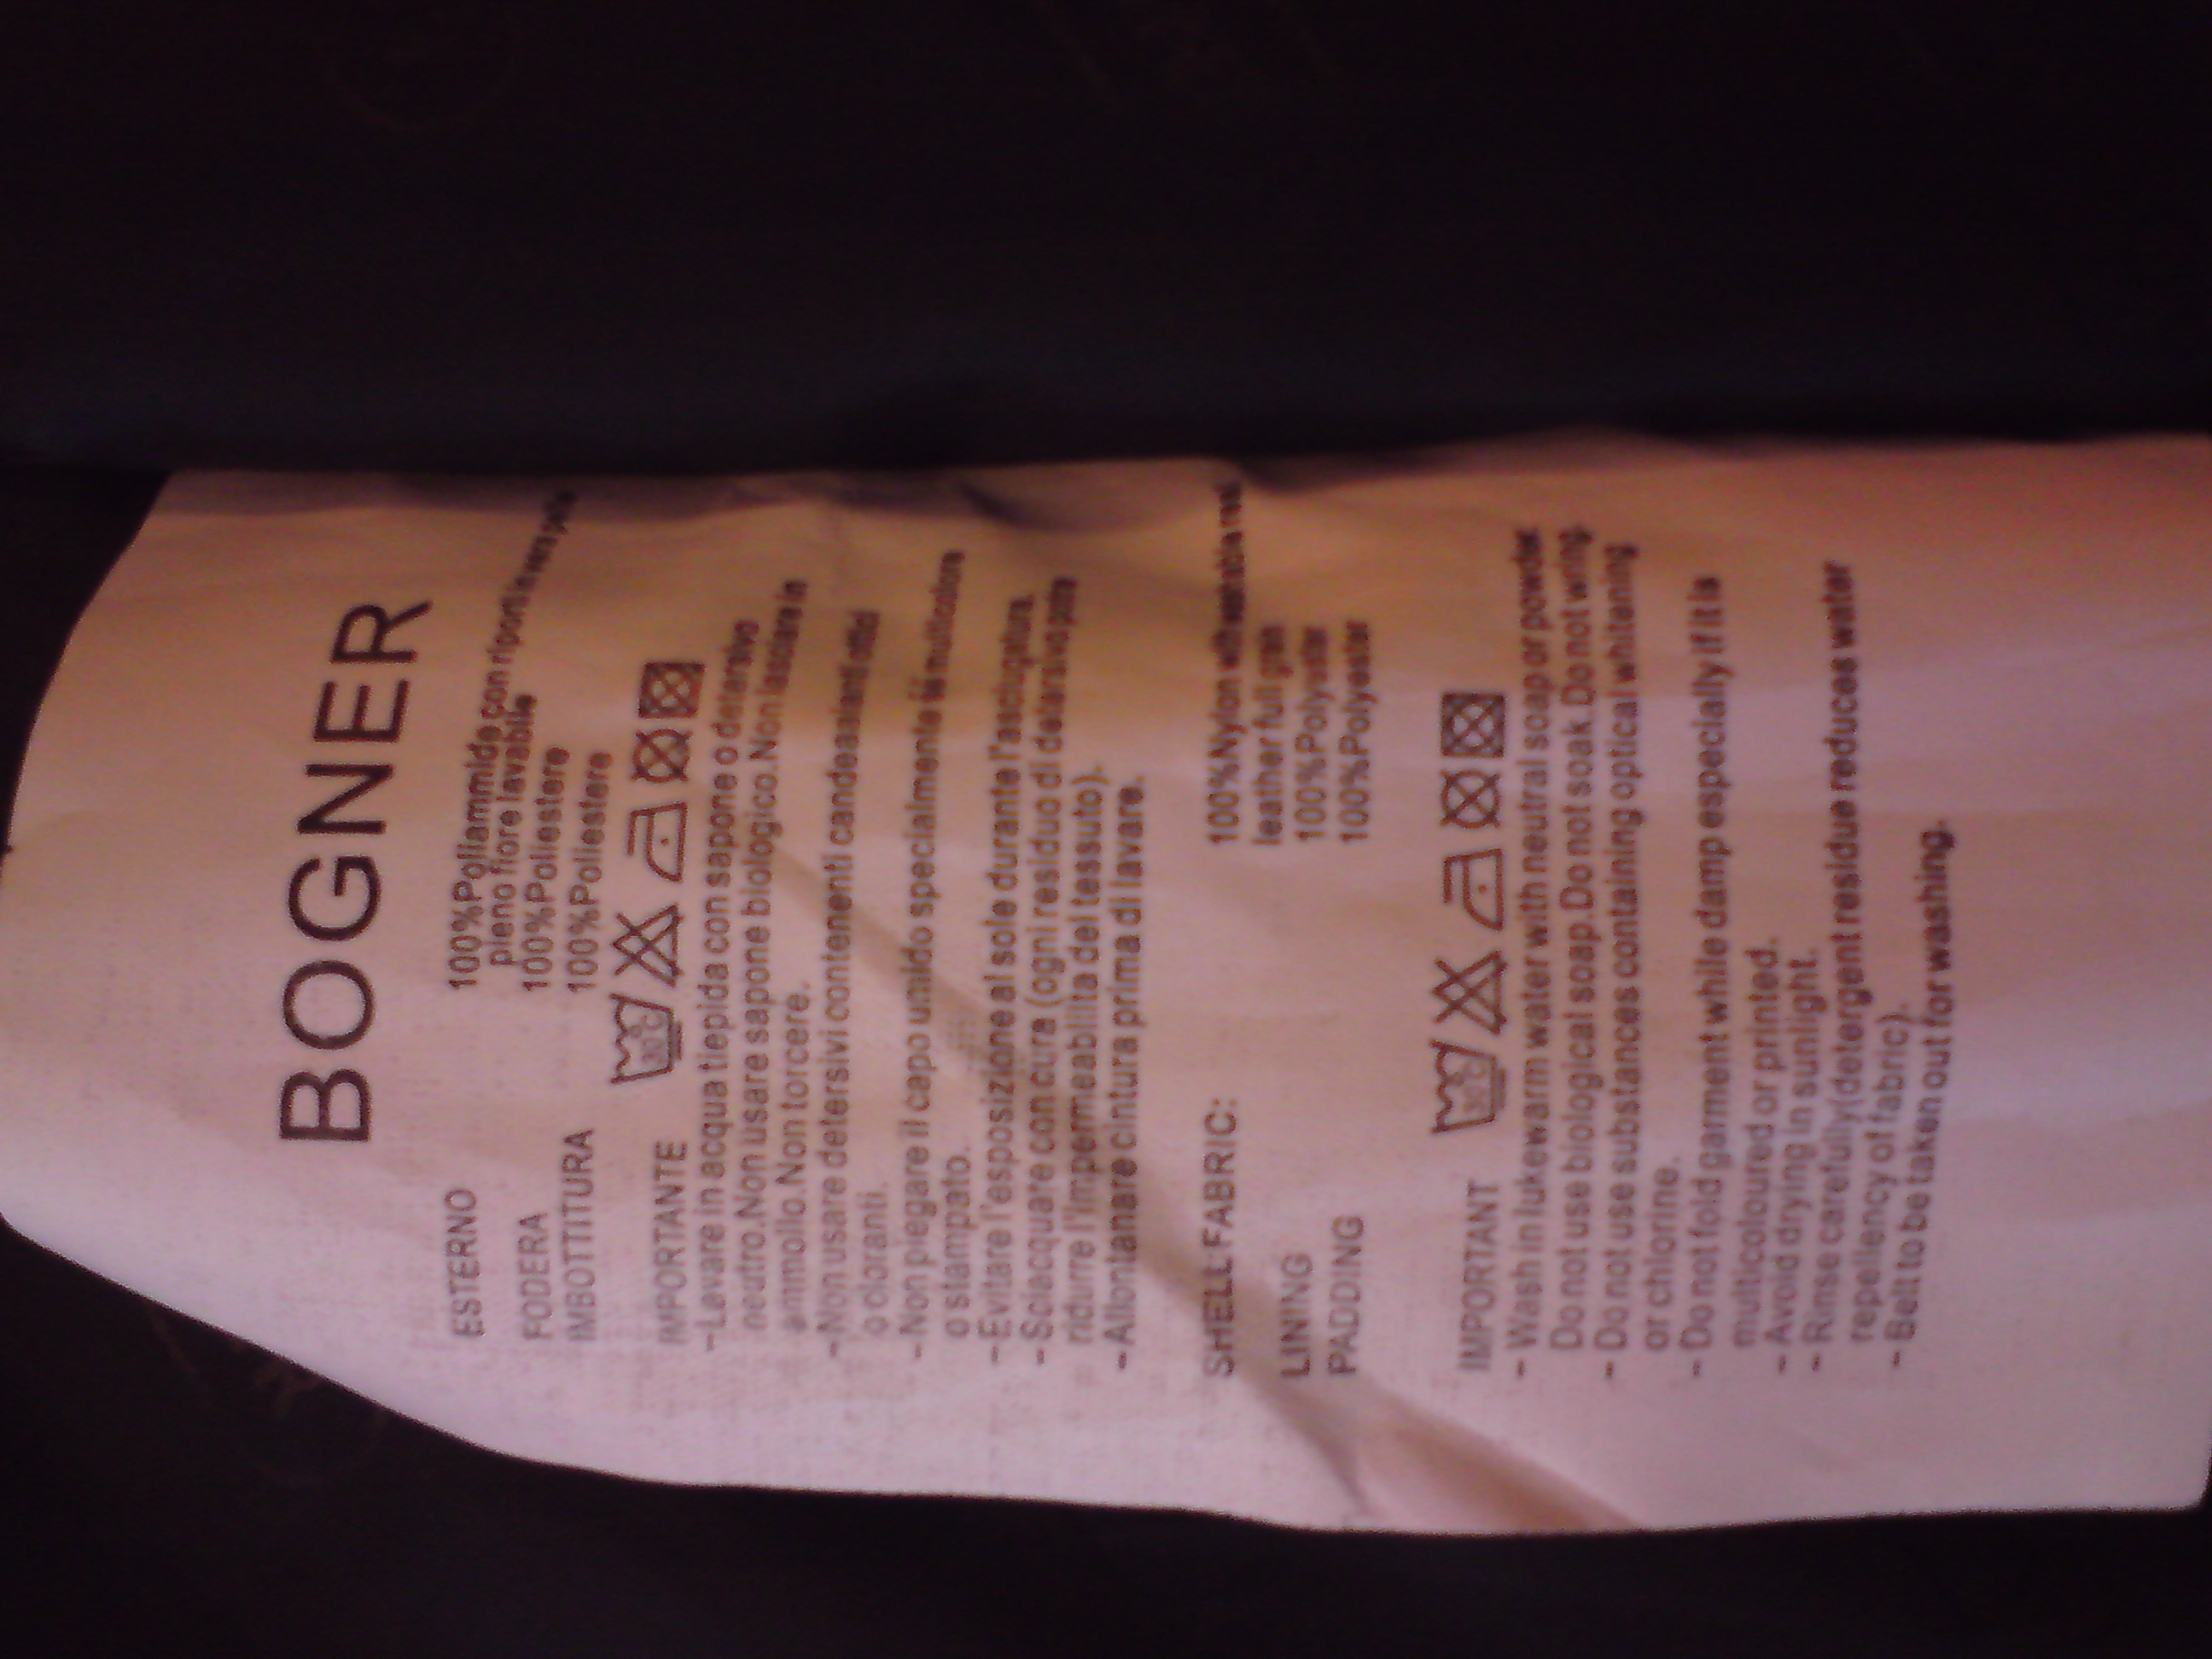 BOGNER
ESTERNO 100%Poliammide con riporti in vera pelle
pieno fiore lavabile
FODERA 100%Poliestere
IMBOTTITURA 100%Poliestere
30°C
IMPORTANTE
-Lavare in acqua tiepida con sapone o detersivo
neutro.Non usare sapone biologico.Non lasciare in
ammollo.Non torcere.
-Non usare detersivi contenenti candeggianti ottici
o cloranti.
-Non piegare il capo umido specialmente se multicolore
o stampato.
-Evitare l'esposizione al sole durante l'asciugatura.
-Sciacquare con cura (ogni residuo di detersivo potra
ridurre l'impermeabilita del tessuto).
-Allontanare cintura prima di lavare.
SHELL FABRIC: 100%Nylon with washable real
leather full grain
LINING 100%Polyester
PADDING 100%Polyester
30°C
IMPORTANT
- Wash in lukewarm water with neutral soap or powder.
Do not use biological soap.Do not soak.Do not wring.
- Do not use substances containing optical whitening
or chlorine.
- Do not fold garment while damp especially if it is
multicoloured or printed.
- Avoid drying in sunlight.
- Rinse carefully(detergent residue reduces water
repellency of fabric).
- Belt to be taken out for washing.